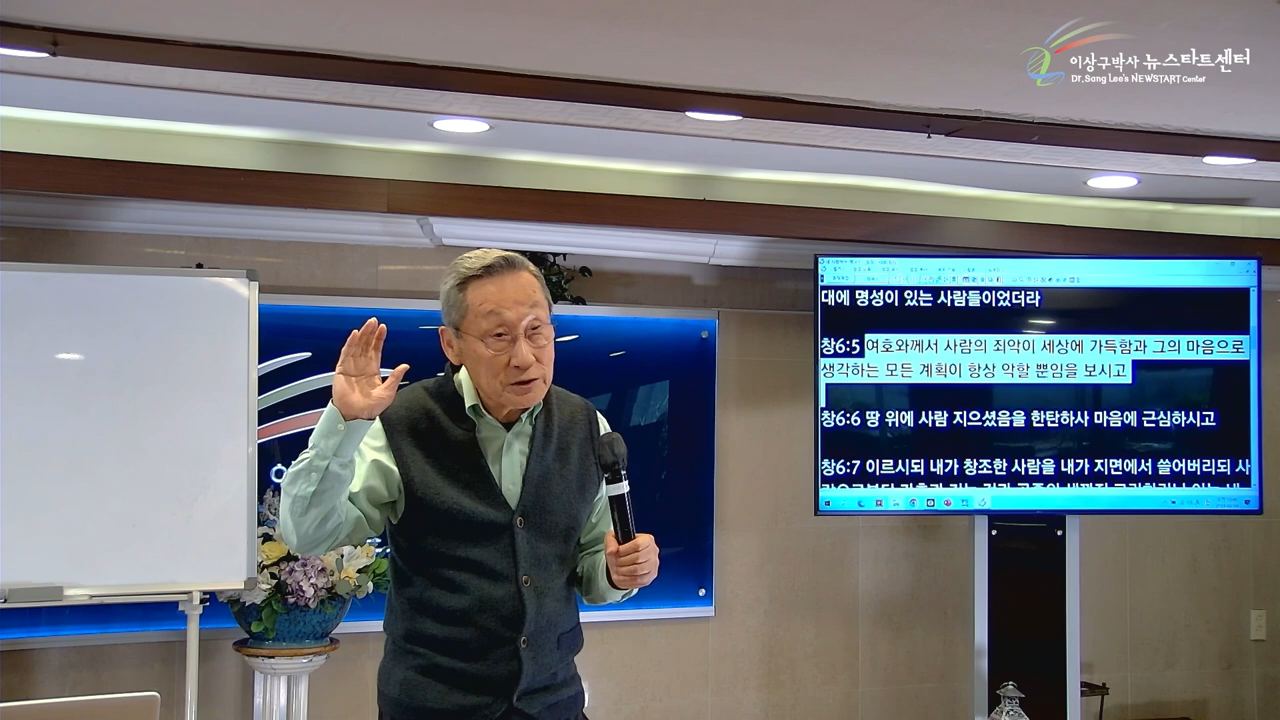 이상구박사 뉴스타트센터
Dr. Sang Lee's NEWSTART Center
대에 명성이 있는 사람들이었더라
창6:5 여호와께서 사람의 죄악이 세상에 가득함과 그의 마음으로
생각하는 모든 계획이 항상 악할 뿐임을 보시고
창6:6 땅 위에 사람 지으셨음을 한탄하사 마음에 근심하시고
창6:7 이르시되 내가 창조한 사람을 내가 지면에서 쓸어버리되 사